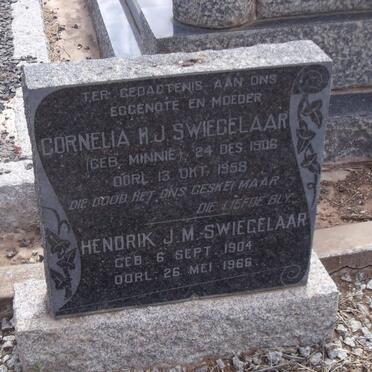 TER GEDAGTENIS AAN ONS
EGGENOTE EN MOEDER
CORNELIA H.J. SWIEGELAAR
(GEB. MINNIE), 24 DES. 1906
OORL. 13 OKT. 1958
DIE DOOD HET ONS GESKEI MAAR
DIE LIEFDE BLY.
HENDRIK J.M. SWIEGELAAR
GEB. 6 SEPT. 1904
OORL. 26 MEI 1966